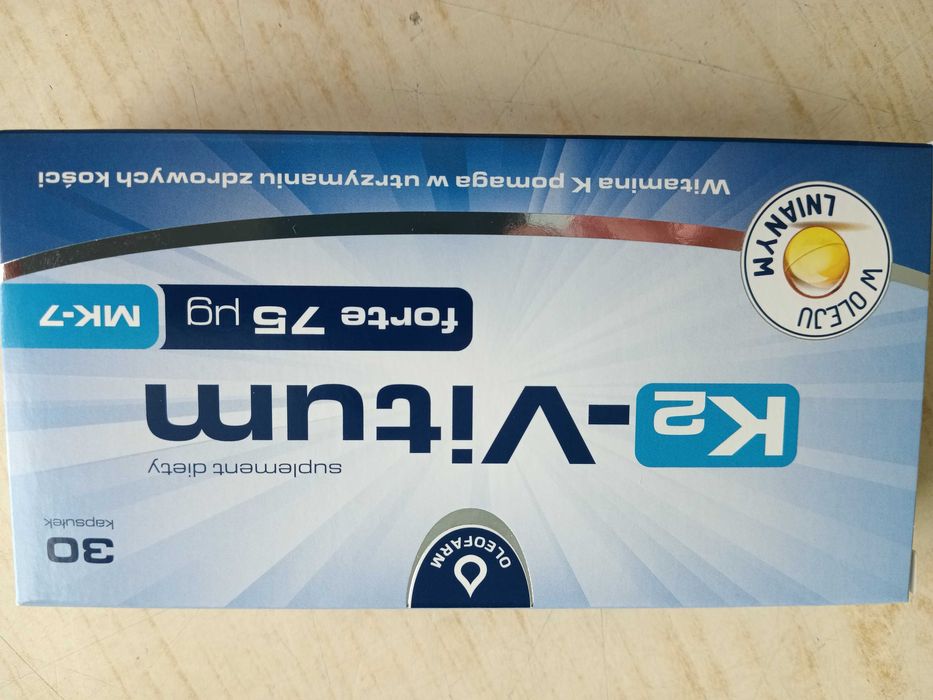 OLEOFARM
30
kapsułek
suplement diety
K2-Vitum
forte 75 µg MK-7
W OLEJU
LNIANYM
Witamina K pomaga w utrzymaniu zdrowych kości